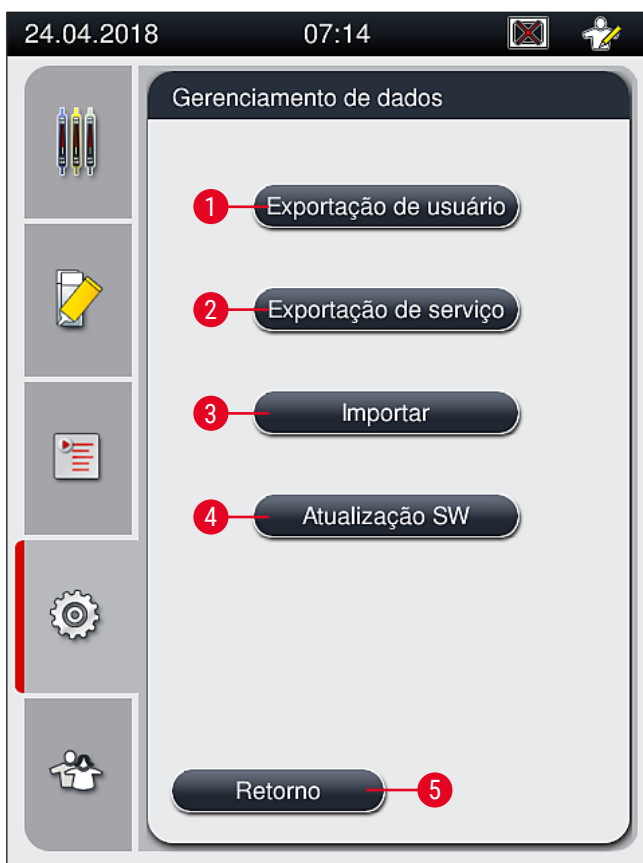 24.04.2018 07:14
Gerenciamento de dados
1 Exportação de usuário
2 Exportação de serviço
3 Importar
4 Atualização SW
Retorno 5